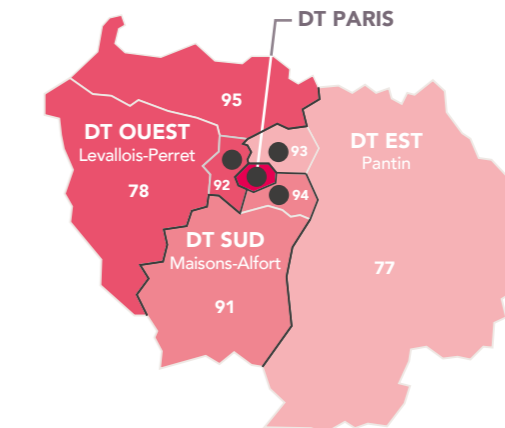 DT PARIS
95
DT OUEST
Levallois-Perret
78
92
93
94
DT EST
Pantin
77
DT SUD
Maisons-Alfort
91